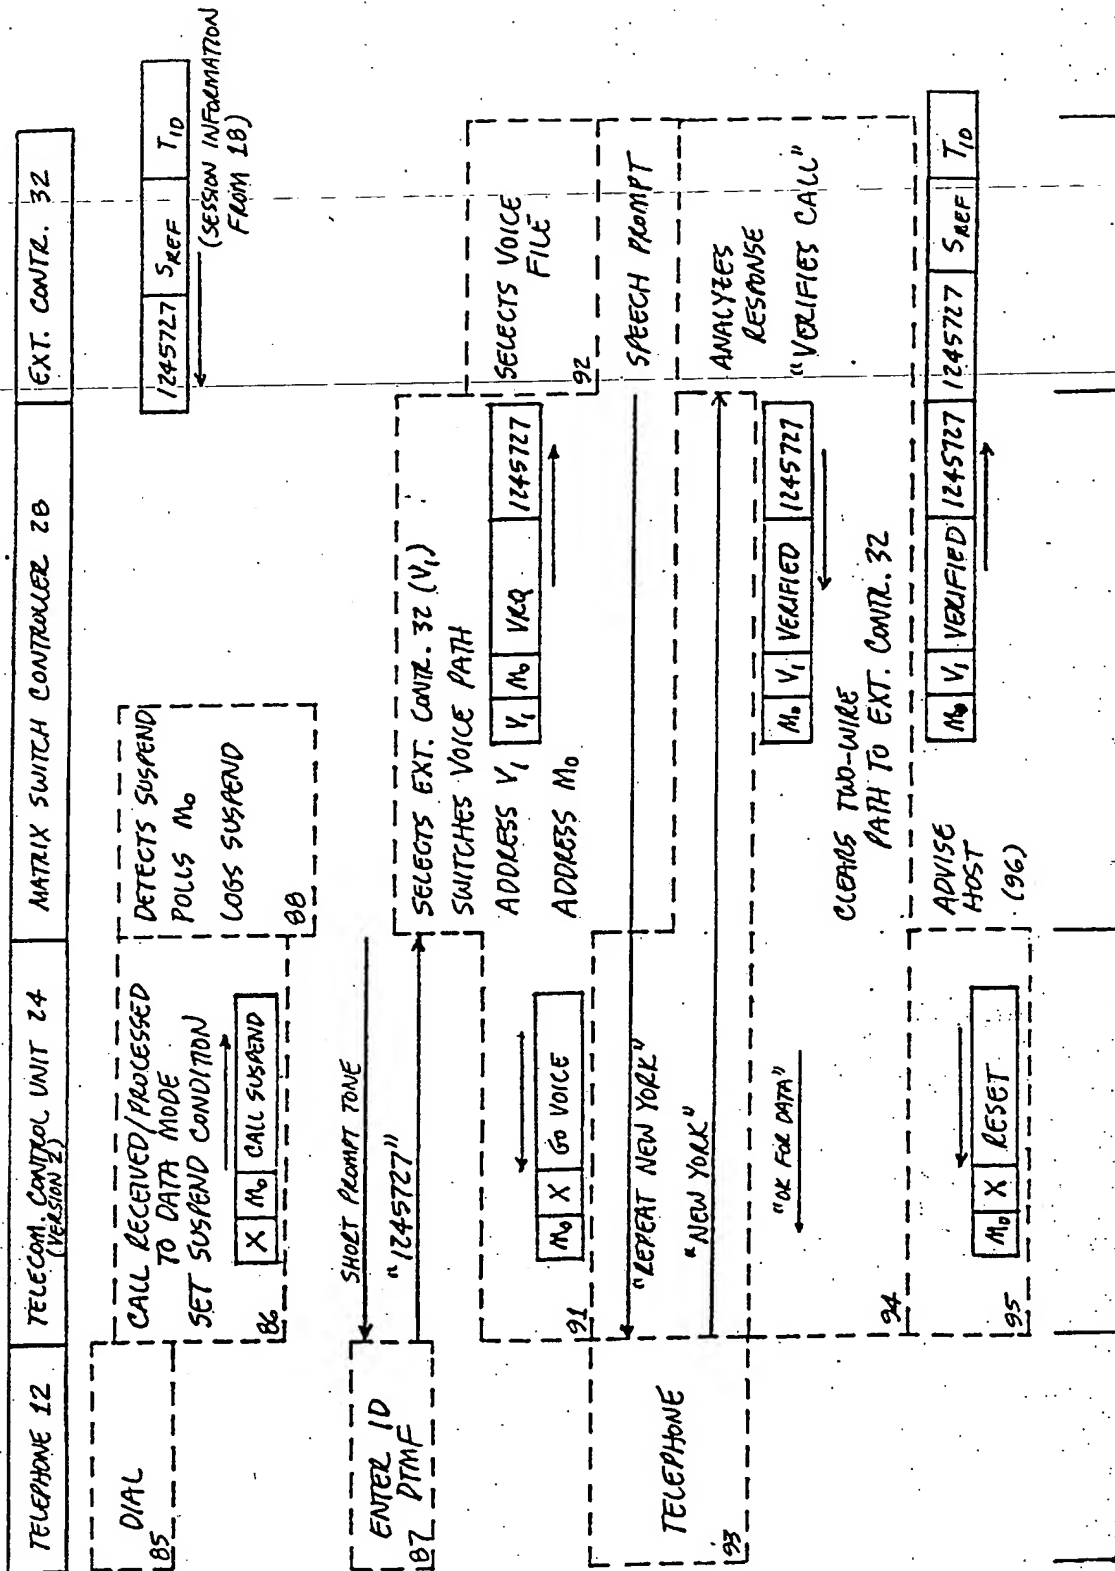 TELEPHONE 12
TELECOM. CONTROL UNIT 24
(VERSION 2)
MATRIX SWITCH CONTROLLER 28
EXT. CONTR. 32
DIAL
85
CALL RECEIVED/PROCESSED
TO DATA MODE
SET SUSPEND CONDITION
X M₀ CALL SUSPEND
86
DETECTS SUSPEND
POLLS M₀
LOGS SUSPEND
88
1245727 S_REF T_ID
(SESSION INFORMATION
FROM 18)
SHORT PROMPT TONE
ENTER ID
DTMF
87
"1245727"
SELECTS EXT. CONTR. 32 (V₁)
SWITCHES VOICE PATH
ADDRESS V₁
V₁ M₀ VRQ 1245727
ADDRESS M₀
M₀ X GO VOICE
91
SELECTS VOICE
FILE
92
SPEECH PROMPT
"REPEAT NEW YORK"
"NEW YORK"
TELEPHONE
93
ANALYZES
RESPONSE
"VERIFIES CALL"
M₀ V₁ VERIFIED 1245727
"OK FOR DATA"
CLEARS TWO-WIRE
PATH TO EXT. CONTR. 32
94
ADVISE
HOST
(96)
M₀ V₁ VERIFIED 1245727 1245727 S_REF T_ID
M₀ X RESET
95